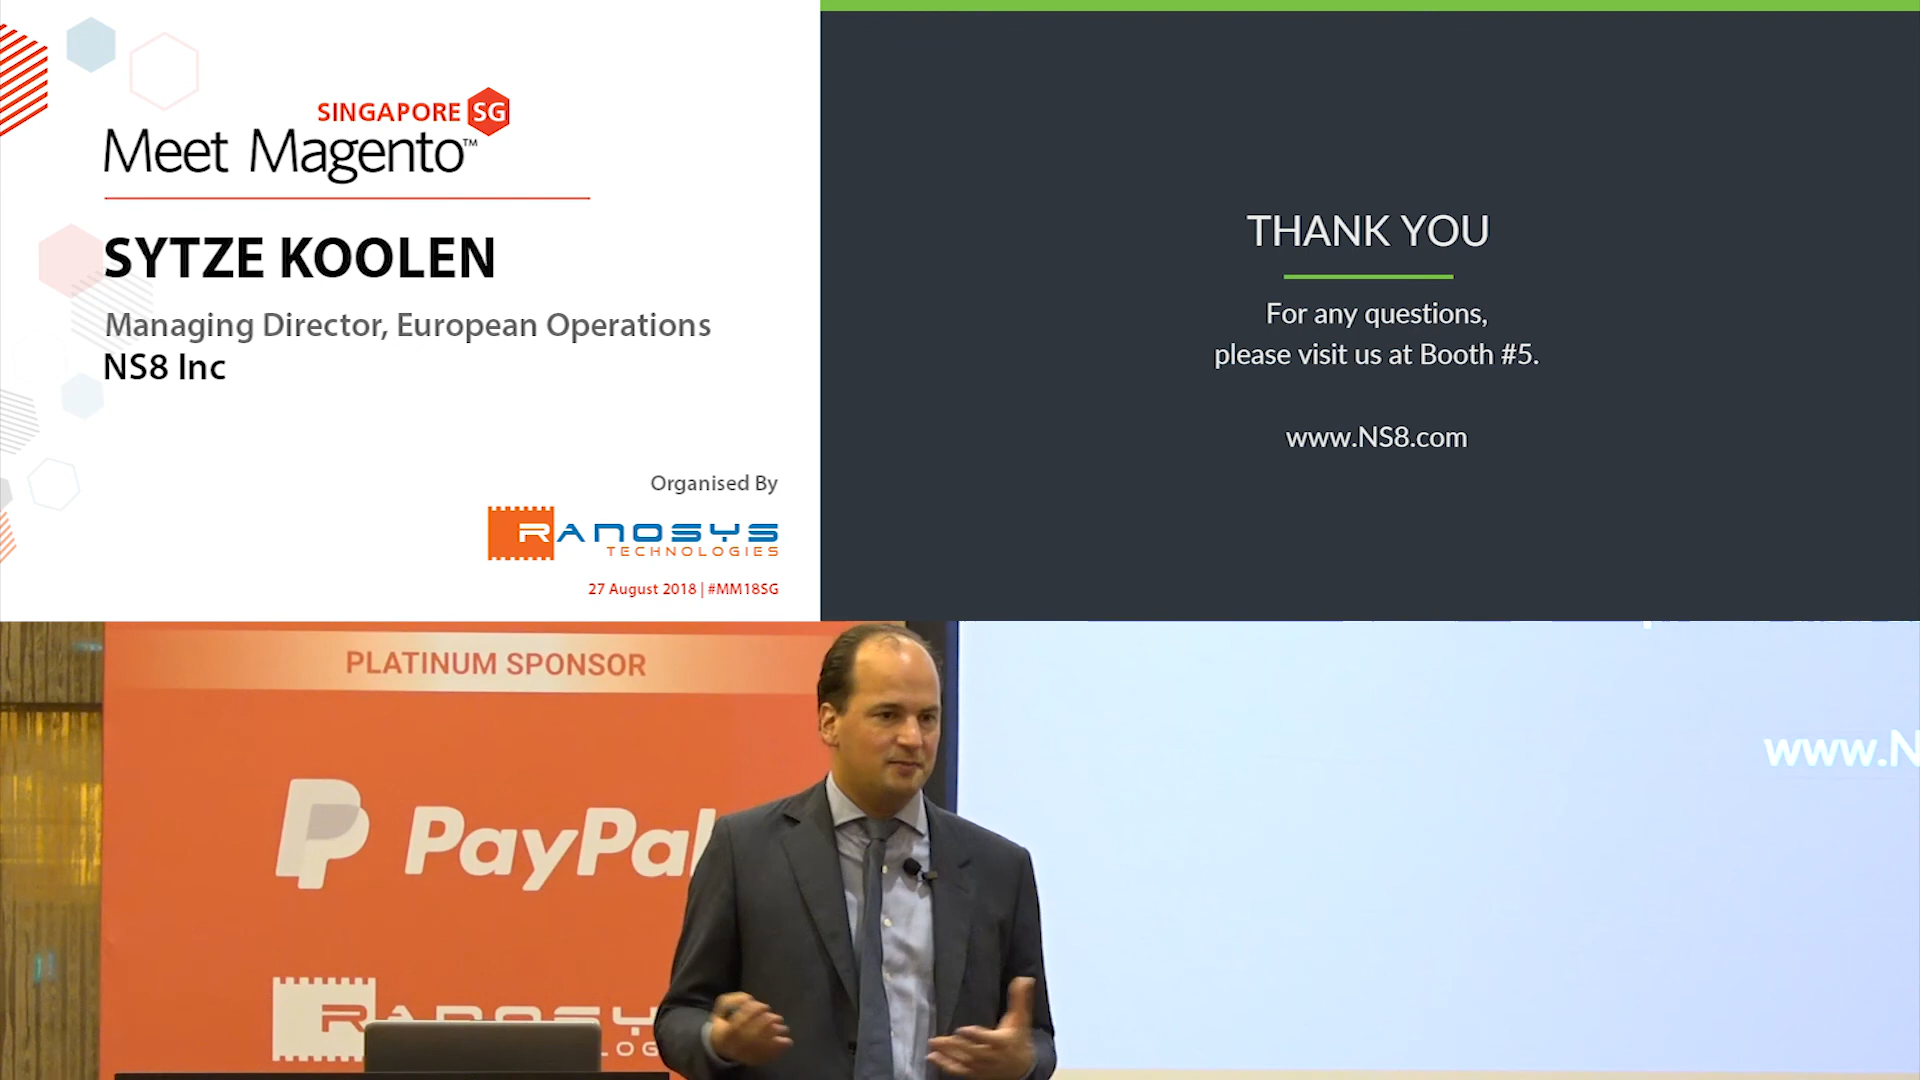 SINGAPORE SG
Meet Magento™
SYTZE KOOLEN
Managing Director, European Operations
NS8 Inc
Organised By
RANOSYS
TECHNOLOGIES
27 August 2018 | #MM18SG
THANK YOU
For any questions,
please visit us at Booth #5.
www.NS8.com
PLATINUM SPONSOR
PayPal
www.N
RANOSYS
LOG